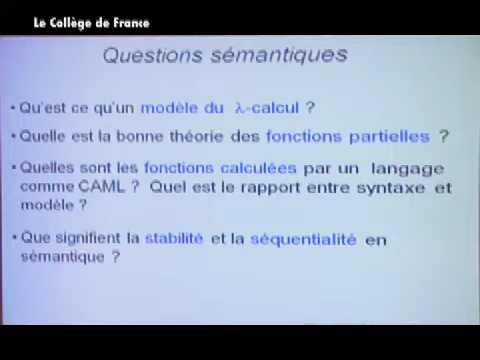 Le Collège de France
Questions sémantiques
• Qu'est ce qu'un modèle du λ-calcul ?
• Quelle est la bonne théorie des fonctions partielles ?
• Quelles sont les fonctions calculées par un langage
comme CAML ? Quel est le rapport entre syntaxe et
modèle ?
• Que signifient la stabilité et la séquentialité en
sémantique ?